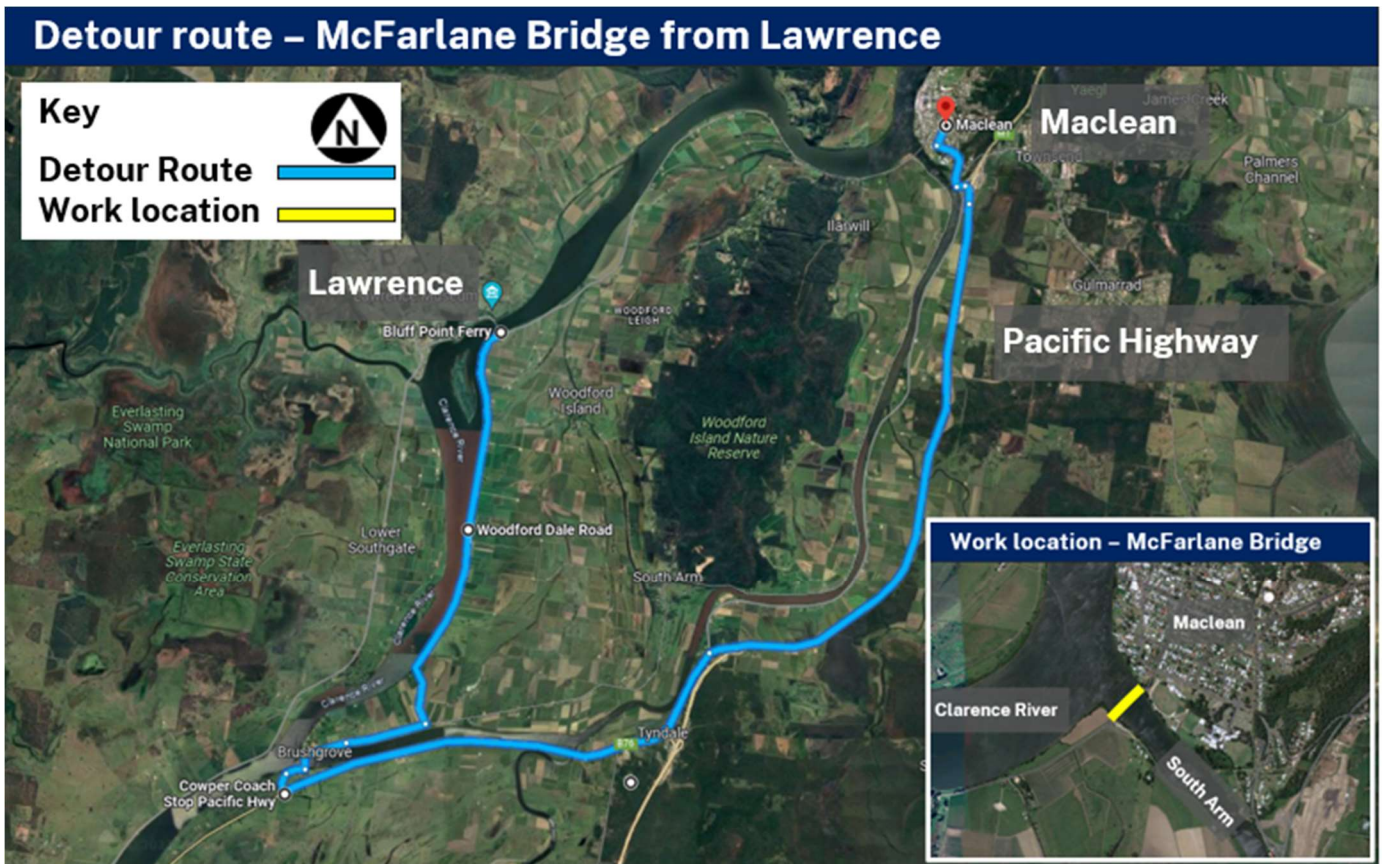 Detour route – McFarlane Bridge from Lawrence
Key
N
Detour Route
Work location
Maclean
Maclean
Yaegl
James Creek
Townsend
Palmers
Channel
Ilarwill
Gulmarrad
Lawrence
Bluff Point Ferry
WOODFORD
LEIGH
Pacific Highway
Woodford
Island
Woodford
Island Nature
Reserve
Everlasting
Swamp
National Park
Clarence River
Woodford Dale Road
Lower
Southgate
Everlasting
Swamp State
Conservation
Area
South Arm
Clarence River
Clarence River
Tyndale
B76
Brushgrove
Cowper Coach
Stop Pacific Hwy
Work location – McFarlane Bridge
Maclean
Clarence River
South Arm